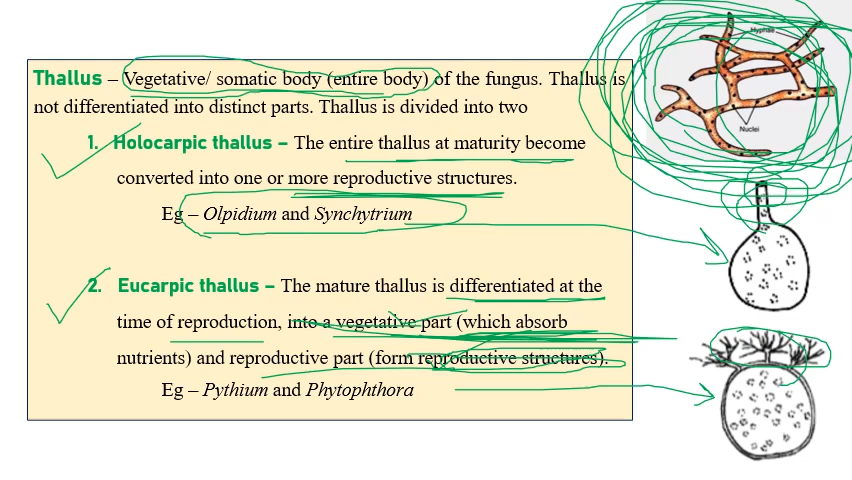 Hyphae
Thallus – Vegetative/ somatic body (entire body) of the fungus. Thallus is
not differentiated into distinct parts. Thallus is divided into two
Nuclei
1. Holocarpic thallus – The entire thallus at maturity become
converted into one or more reproductive structures.
Eg – Olpidium and Synchytrium
2. Eucarpic thallus – The mature thallus is differentiated at the
time of reproduction, into a vegetative part (which absorb
nutrients) and reproductive part (form reproductive structures).
Eg – Pythium and Phytophthora